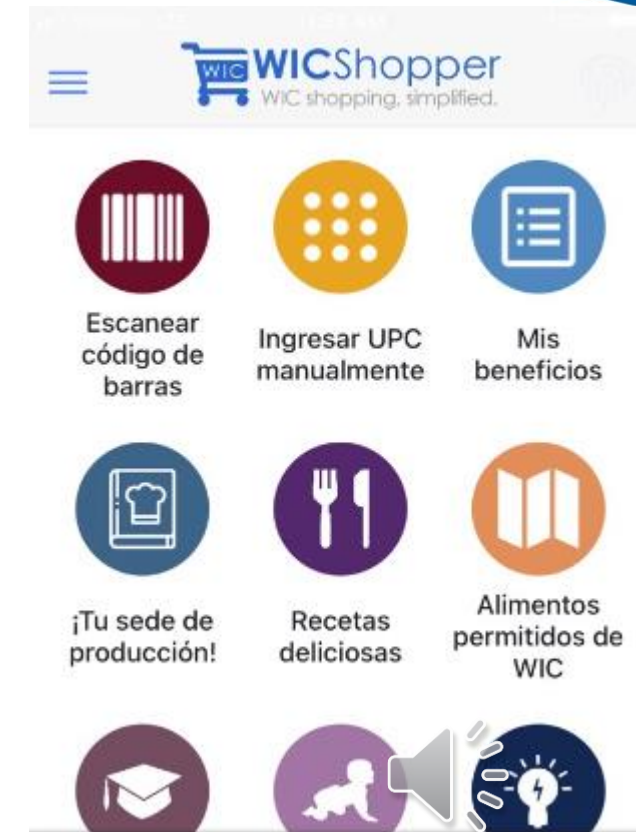 WIC
WICShopper
WIC shopping, simplified.
Escanear
código de
barras
Ingresar UPC
manualmente
Mis
beneficios
¡Tu sede de
producción!
Recetas
deliciosas
Alimentos
permitidos de
WIC